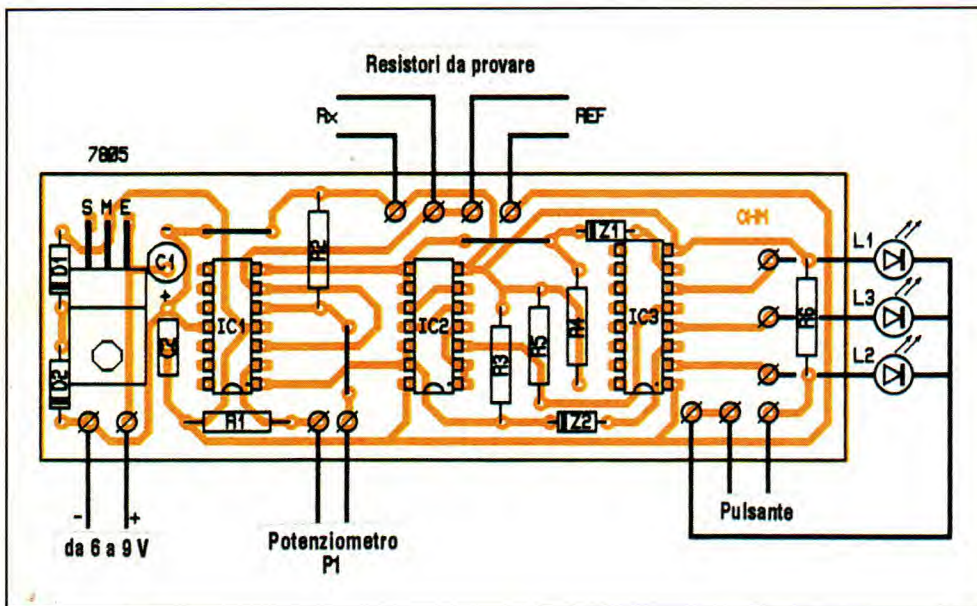 Resistori da provare
Rx
REF
7805
S M E
OHM
D1
C1
+
R2
Z1
L1
IC1
IC2
IC3
R4
R5
R6
L3
R3
L2
D2
C2
R1
Z2
- +
da 6 a 9 V
Potenziometro
P1
Pulsante